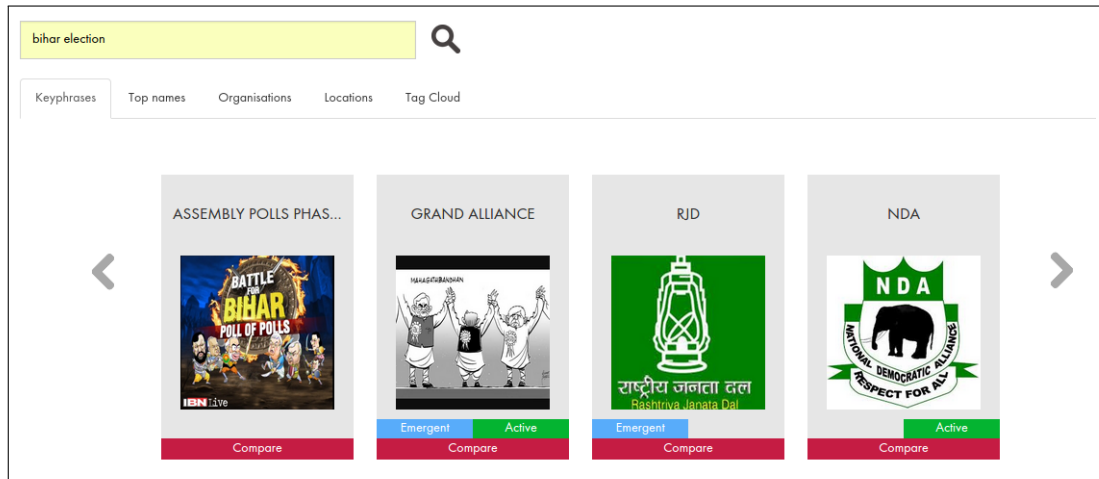 bihar election
Keyphrases Top names Organisations Locations Tag Cloud
ASSEMBLY POLLS PHAS...
BATTLE
FOR
BIHAR
POLL OF POLLS
IBN Live
Compare
GRAND ALLIANCE
MAHAGATHBANDHAN
Emergent Active
Compare
RJD
राष्ट्रीय जनता दल
Rashtriya Janata Dal
Emergent
Compare
NDA
NDA
NATIONAL DEMOCRATIC ALLIANCE
RESPECT FOR ALL
Active
Compare